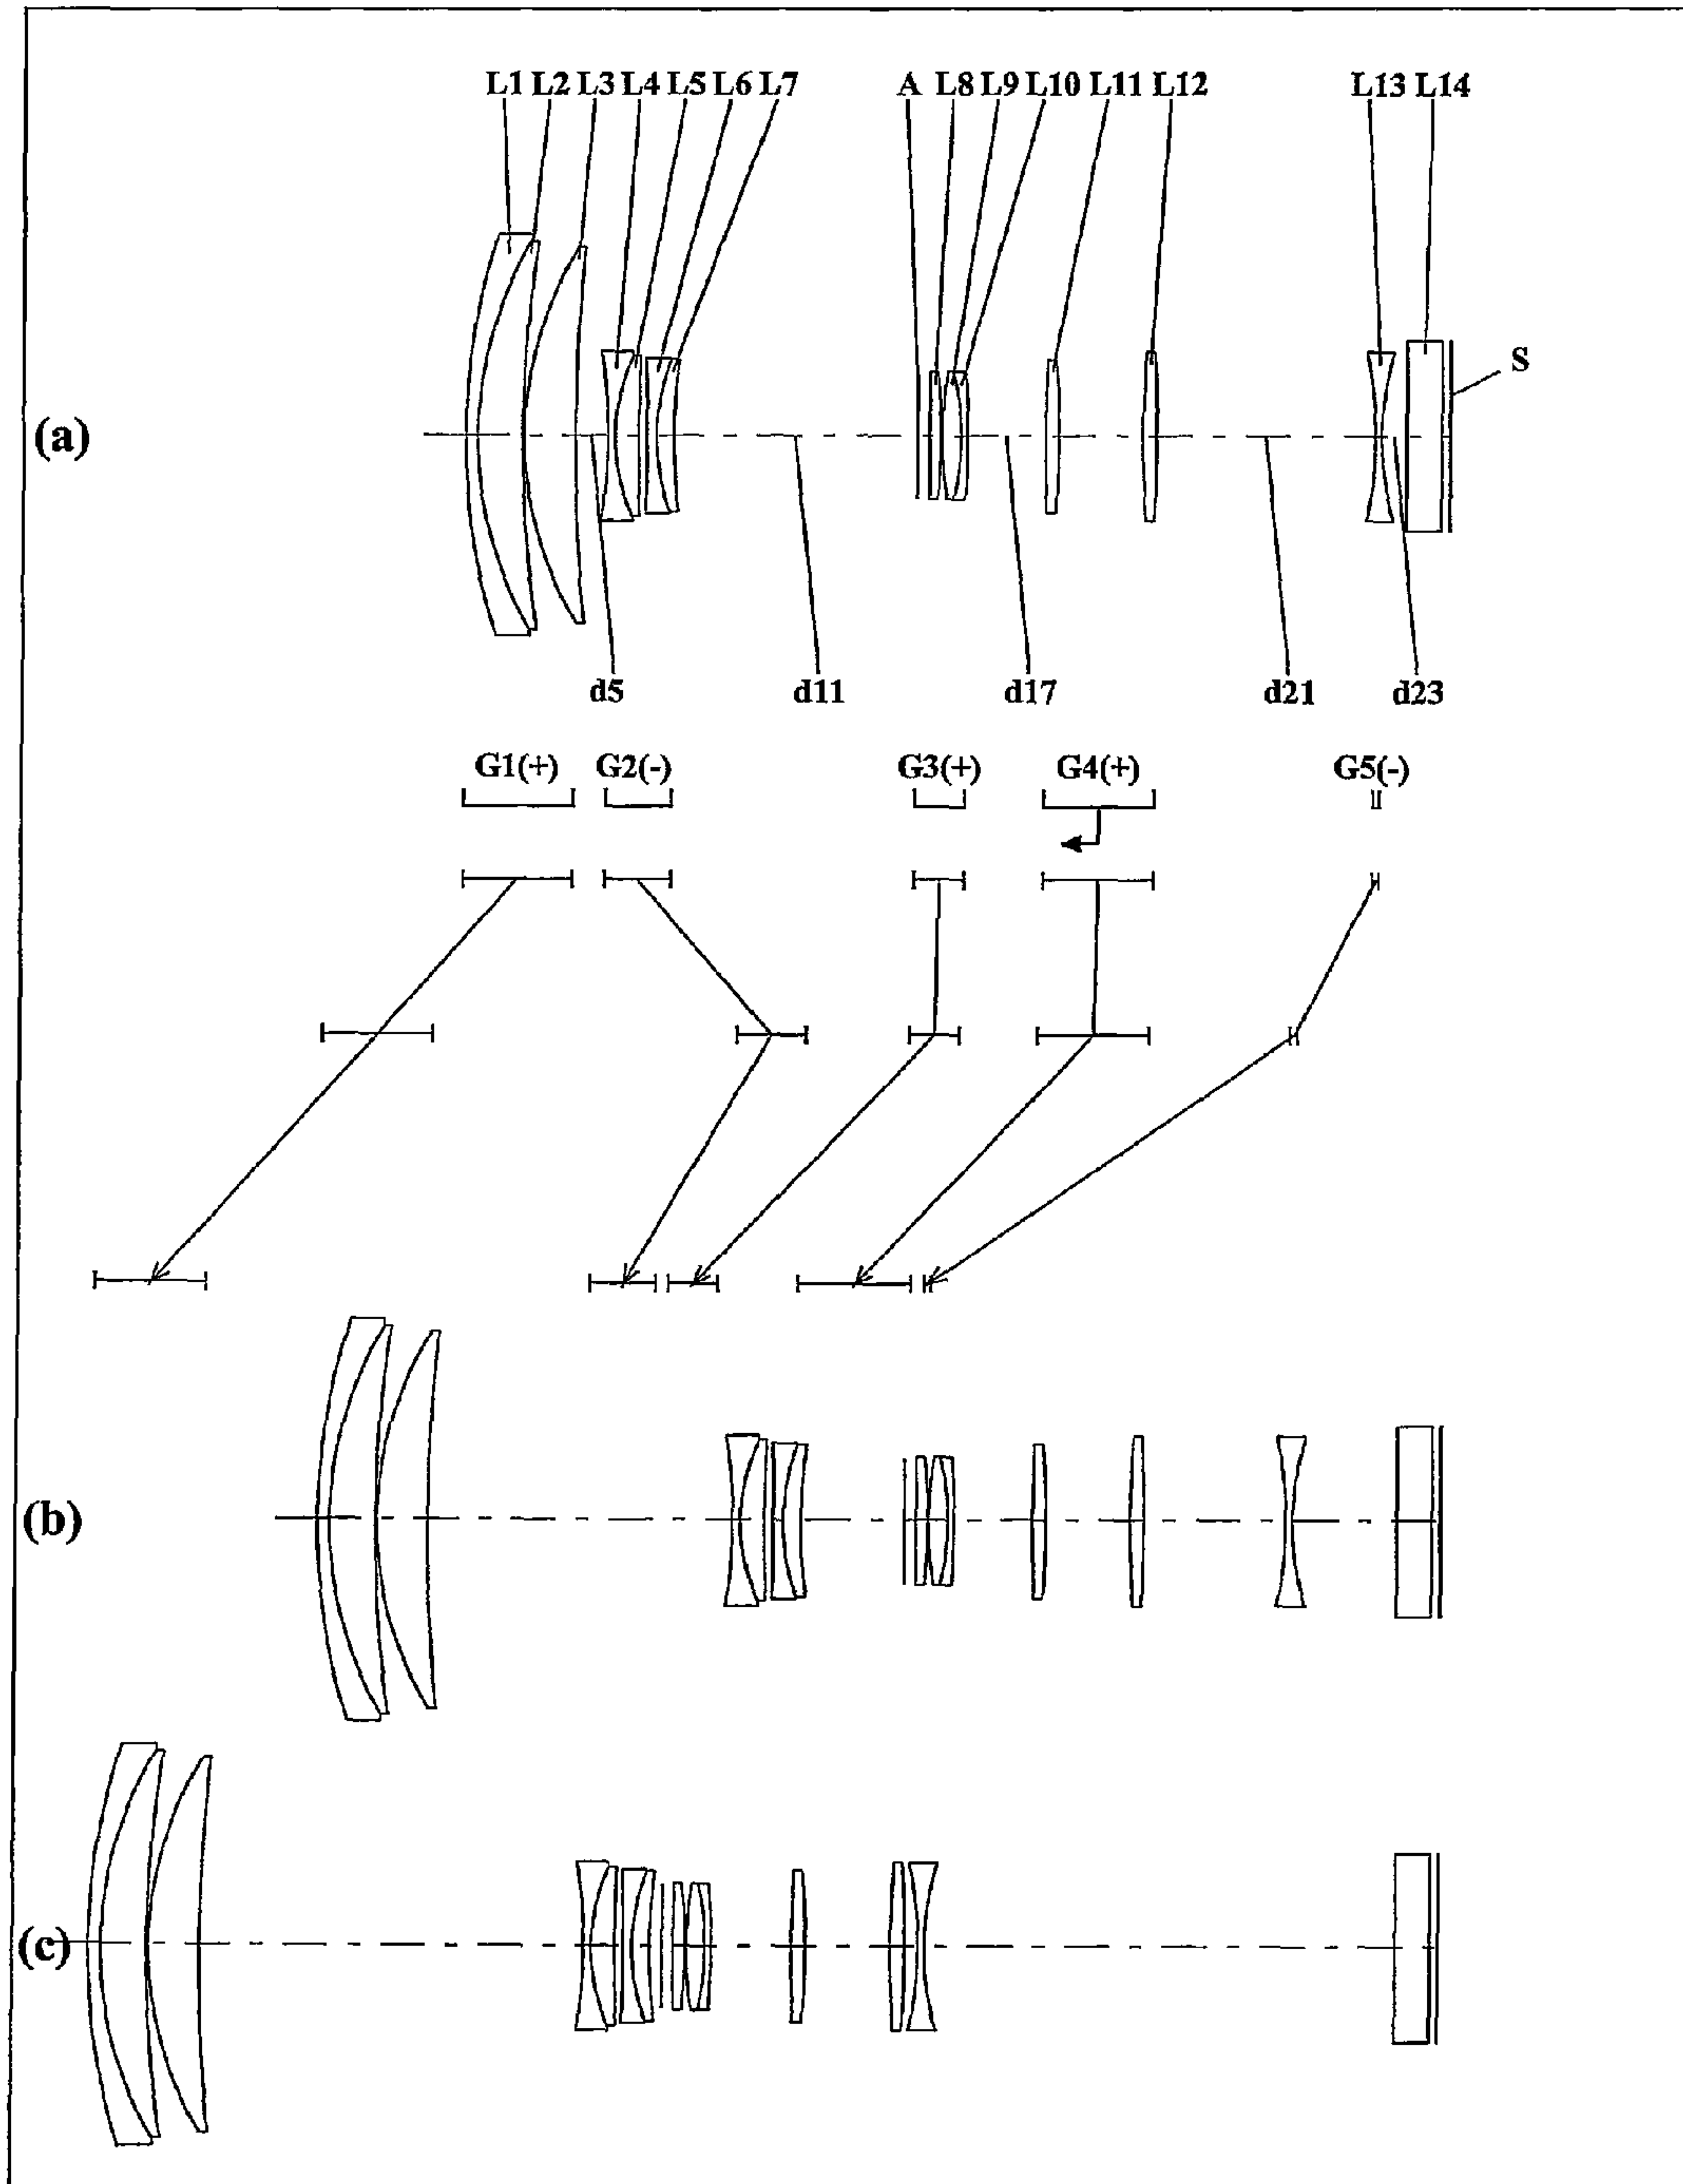 L1 L2 L3 L4 L5 L6 L7 A L8 L9 L10 L11 L12 L13 L14
S
(a)
d5 d11 d17 d21 d23
G1(+) G2(-) G3(+) G4(+) G5(-)
(b)
(c)